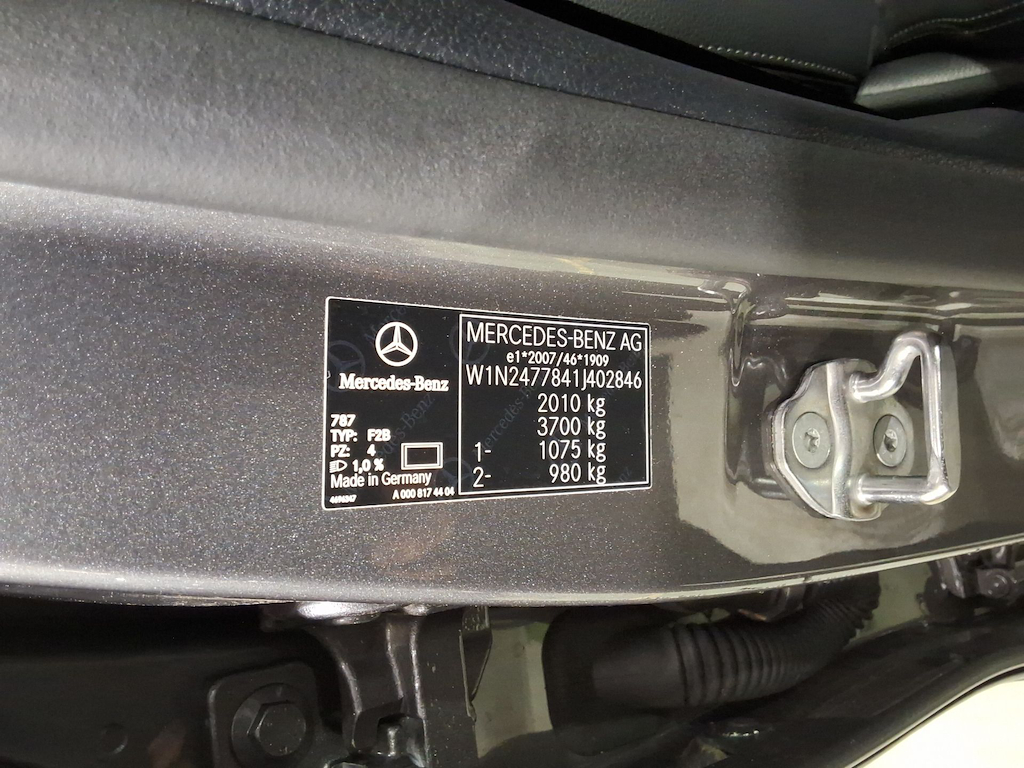 Mercedes-Benz
787
TYP: F2B
PZ: 4
1,0 %
Made in Germany
4696367
A 000 817 44 04
MERCEDES-BENZ AG
e1*2007/46*1909
W1N2477841J402846
2010 kg
3700 kg
1- 1075 kg
2- 980 kg